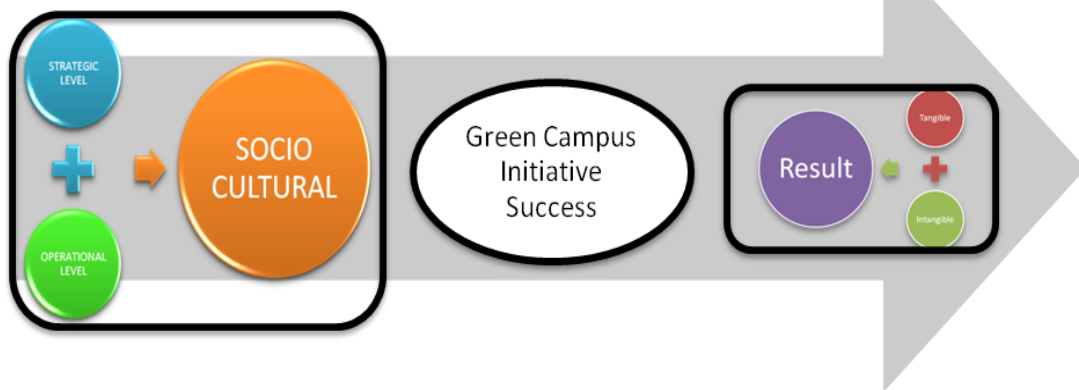 STRATEGIC
LEVEL
OPERATIONAL
LEVEL
SOCIO
CULTURAL
Green Campus
Initiative
Success
Result
Tangible
Intangible